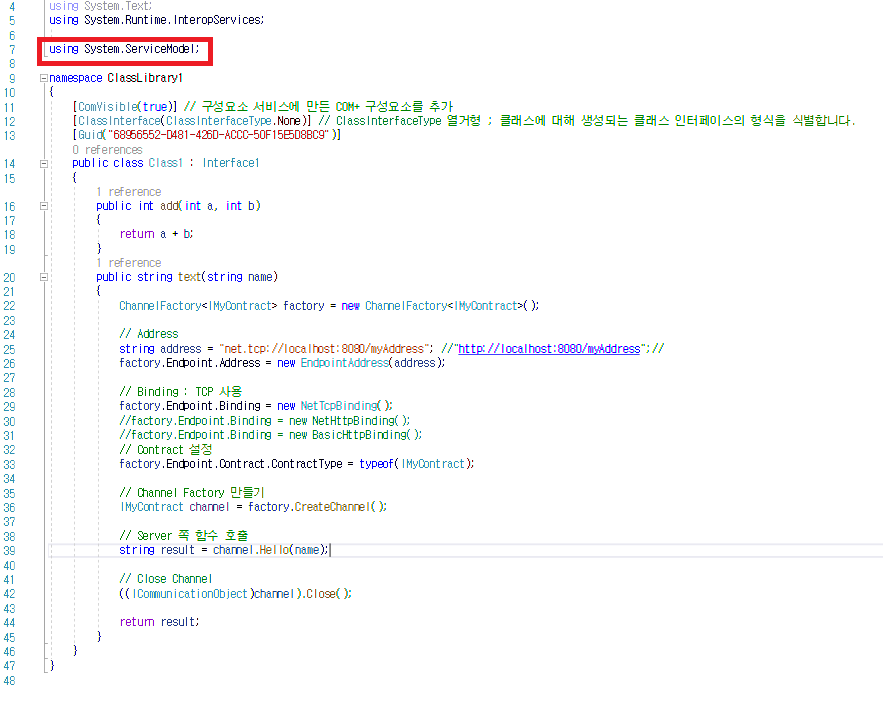 4 using System.Text;
5 using System.Runtime.InteropServices;
6
7 using System.ServiceModel;
8
9 namespace ClassLibrary1
10 {
11 [ComVisible(true)] // 구성요소 서비스에 만든 COM+ 구성요소를 추가
12 [ClassInterface(ClassInterfaceType.None)] // ClassInterfaceType 열거형 ; 클래스에 대해 생성되는 클래스 인터페이스의 형식을 식별합니다.
13 [Guid("68956552-D481-426D-ACCC-50F15E5D8BC9")]
0 references
14 public class Class1 : Interface1
15 {
1 reference
16 public int add(int a, int b)
17 {
18 return a + b;
19 }
1 reference
20 public string text(string name)
21 {
22 ChannelFactory<IMyContract> factory = new ChannelFactory<IMyContract>();
23
24 // Address
25 string address = "net.tcp://localhost:8080/myAddress"; //"http://localhost:8080/myAddress";//
26 factory.Endpoint.Address = new EndpointAddress(address);
27
28 // Binding : TCP 사용
29 factory.Endpoint.Binding = new NetTcpBinding();
30 //factory.Endpoint.Binding = new NetHttpBinding();
31 //factory.Endpoint.Binding = new BasicHttpBinding();
32 // Contract 설정
33 factory.Endpoint.Contract.ContractType = typeof(IMyContract);
34
35 // Channel Factory 만들기
36 IMyContract channel = factory.CreateChannel();
37
38 // Server 쪽 함수 호출
39 string result = channel.Hello(name);
40
41 // Close Channel
42 ((ICommunicationObject)channel).Close();
43
44 return result;
45 }
46 }
47 }
48